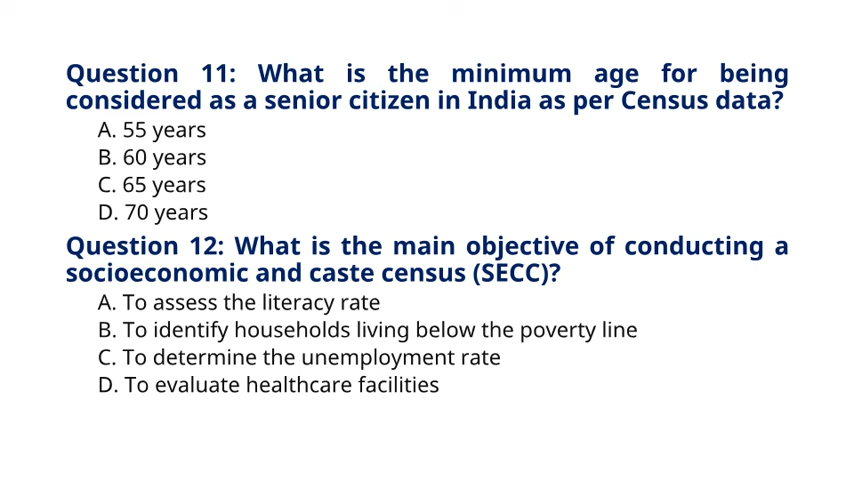 Question 11: What is the minimum age for being
considered as a senior citizen in India as per Census data?
A. 55 years
B. 60 years
C. 65 years
D. 70 years
Question 12: What is the main objective of conducting a
socioeconomic and caste census (SECC)?
A. To assess the literacy rate
B. To identify households living below the poverty line
C. To determine the unemployment rate
D. To evaluate healthcare facilities